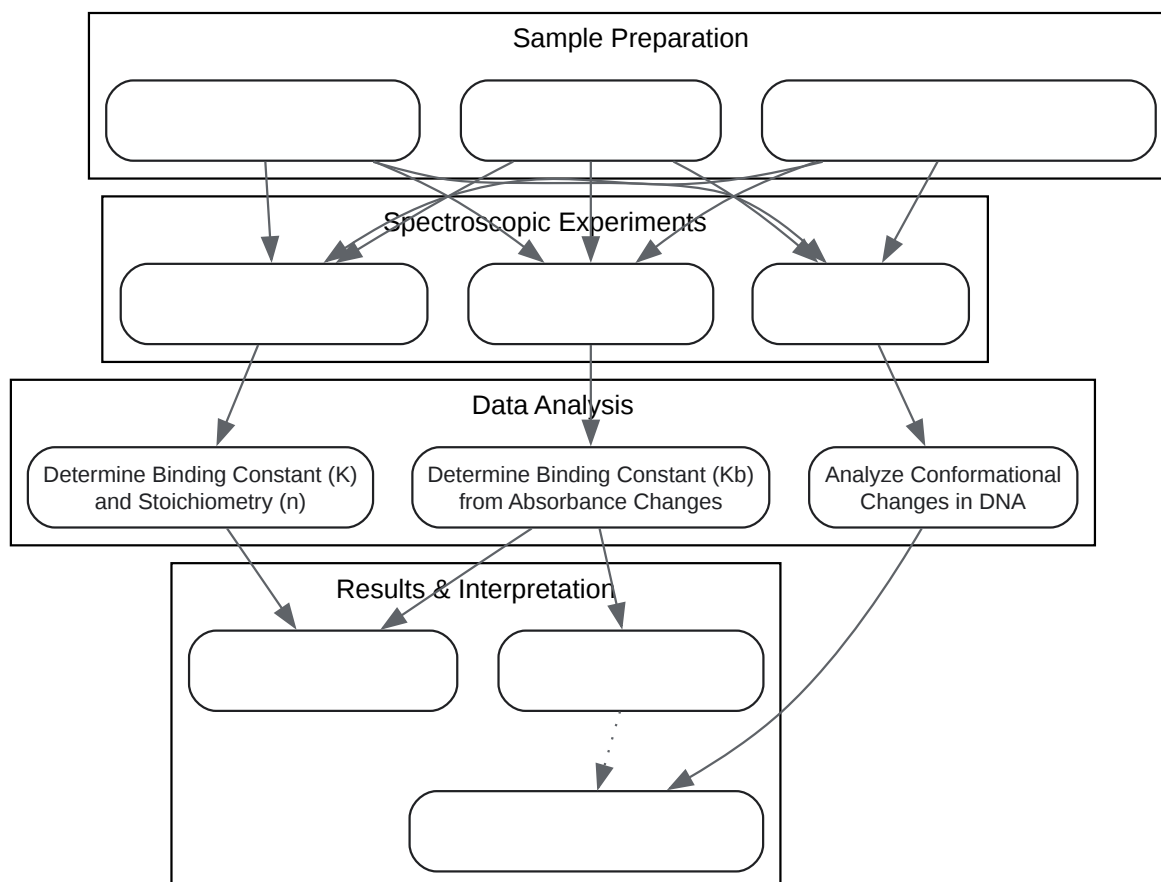 Sample Preparation
Spectroscopic Experiments
Data Analysis
Determine Binding Constant (K)
and Stoichiometry (n)
Determine Binding Constant (Kb)
from Absorbance Changes
Analyze Conformational
Changes in DNA
Results & Interpretation